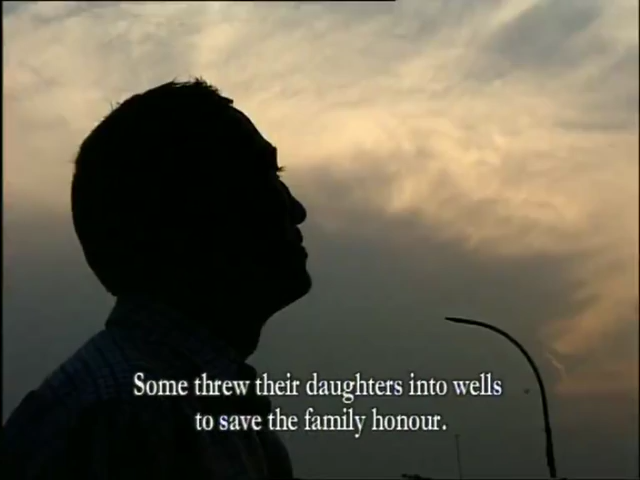 Some threw their daughters into wells
to save the family honour.